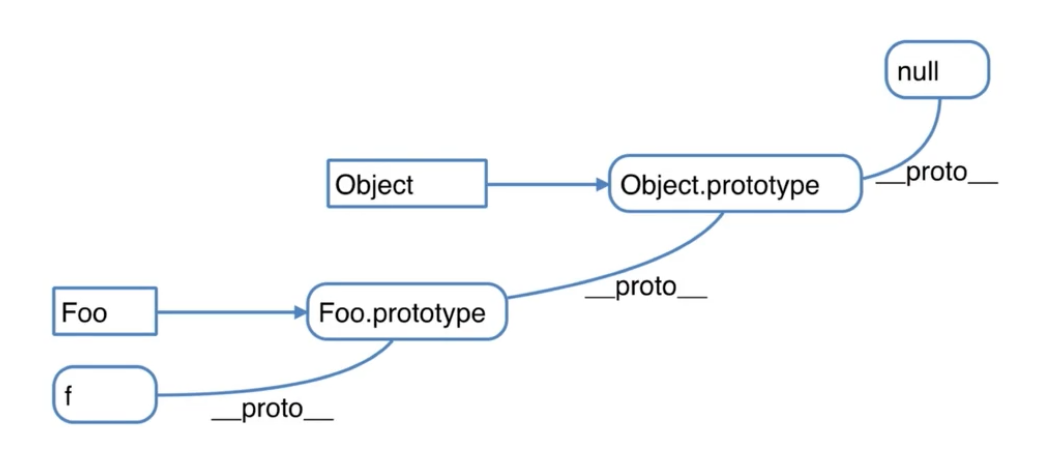 null
Object
Object.prototype
__proto__
__proto__
Foo
Foo.prototype
f
__proto__